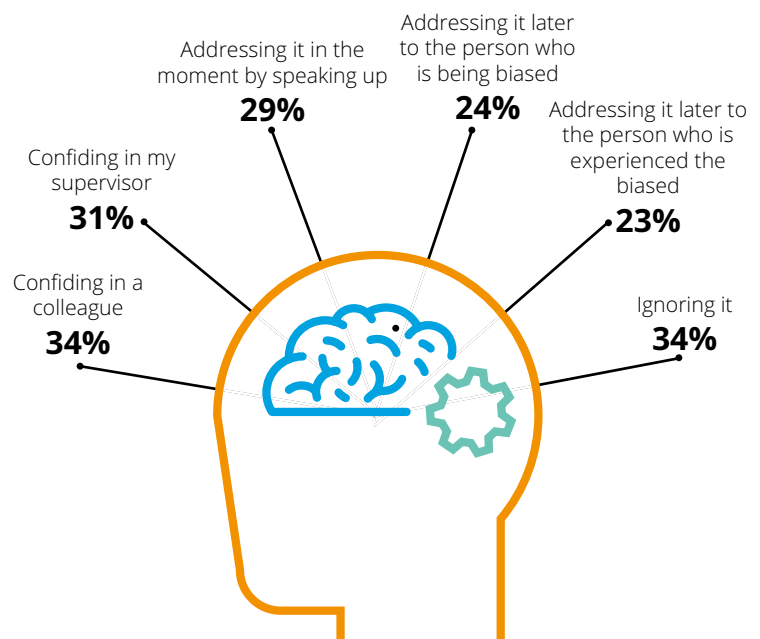 Confiding in a
colleague
34%
Confiding in my
supervisor
31%
Addressing it in the
moment by speaking up
29%
Addressing it later
to the person who
is being biased
24%
Addressing it later to
the person who is
experienced the
biased
23%
Ignoring it
34%